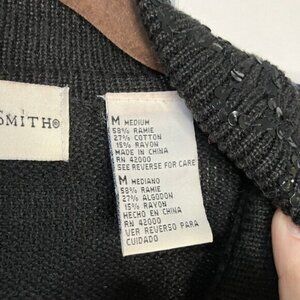 SMITH®
M MEDIUM
58% RAMIE
27% COTTON
15% RAYON
MADE IN CHINA
RN 42000
SEE REVERSE FOR CARE
M MEDIANO
58% RAMIE
27% ALGODON
15% RAYON
HECHO EN CHINA
RN 42000
VER REVERSO PARA
CUIDADO